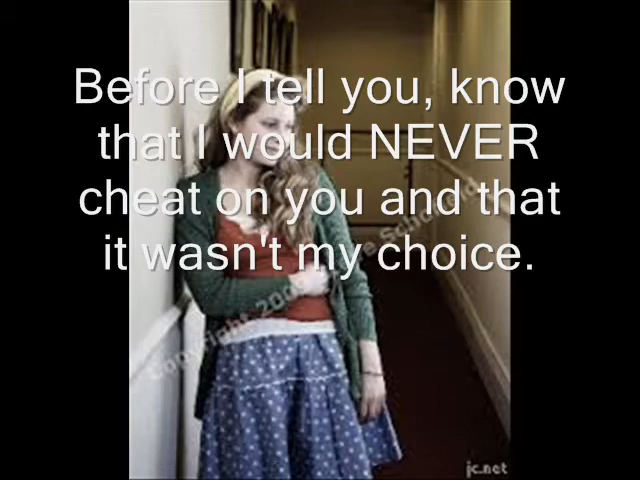 Before I tell you, know
that I would NEVER
cheat on you and that
it wasn't my choice.
jc.net